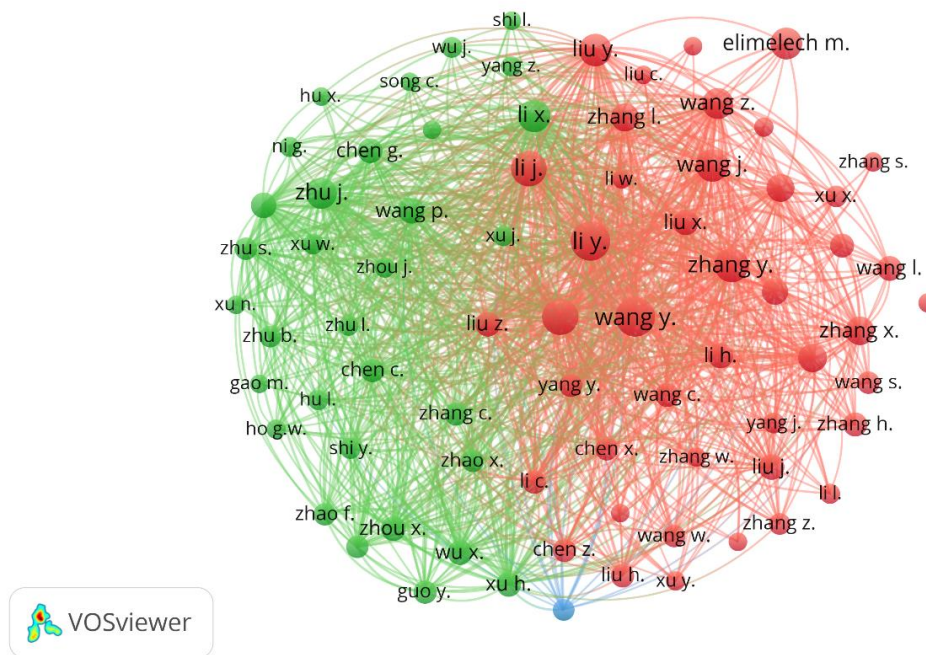 shi l.
wu j.
liu y.
elimelech m.
yang z.
liu c.
song c.
hu x.
wang z.
li x.
zhang l.
ni g.
chen g.
zhang s.
li j.
wang j.
li w.
zhu j.
xu x.
wang p.
liu x.
xu j.
li y.
zhu s.
xu w.
zhou j.
zhang y.
wang l.
xu n.
zhu l.
liu z.
wang y.
zhang x.
zhu b.
li h.
chen c.
gao m.
yang y.
wang s.
hu l.
wang c.
zhang c.
ho g.w.
yang j.
zhang h.
shi y.
chen x.
zhang w.
zhao x.
liu j.
li c.
li l.
zhao f.
zhou x.
zhang z.
wang w.
wu x.
chen z.
guo y.
xu h.
liu h.
xu y.
VOSviewer